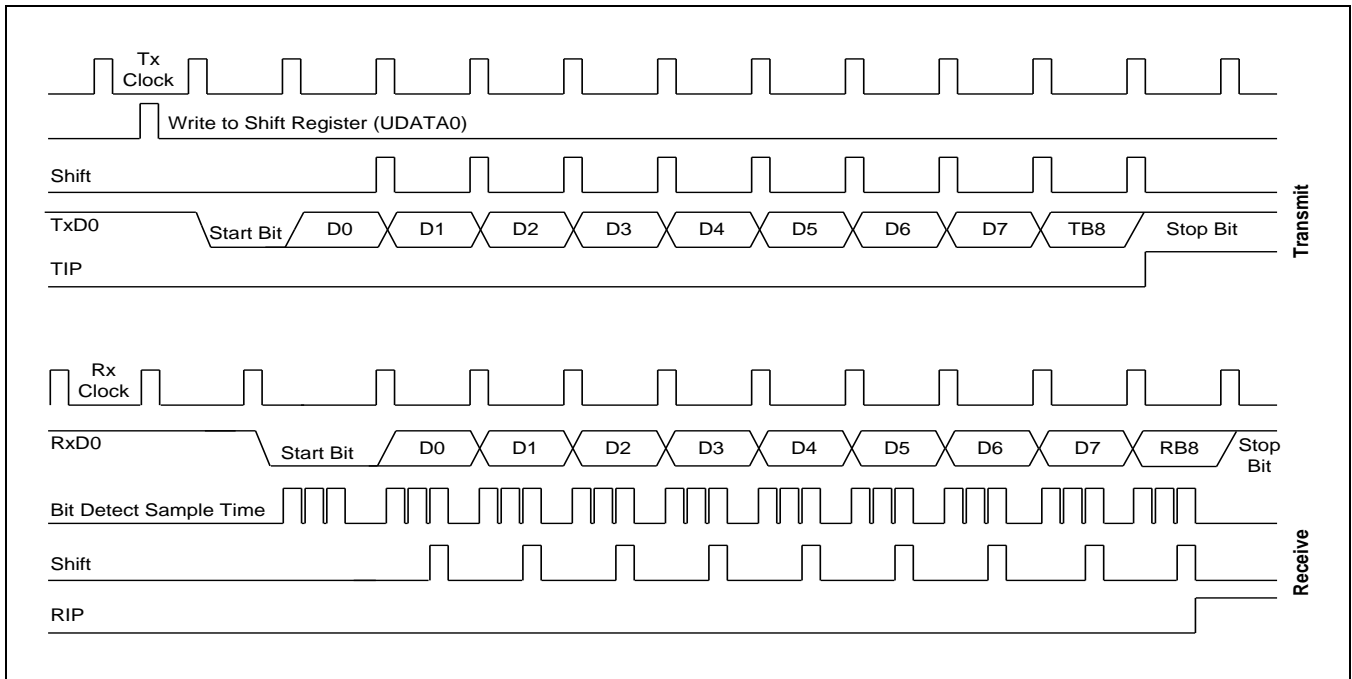 Tx
Clock
Write to Shift Register (UDATA0)
Shift
TxD0
Start Bit
D0
D1
D2
D3
D4
D5
D6
D7
TB8
Stop Bit
TIP
Transmit
Rx
Clock
RxD0
Start Bit
D0
D1
D2
D3
D4
D5
D6
D7
RB8
Stop
Bit
Bit Detect Sample Time
Shift
RIP
Receive